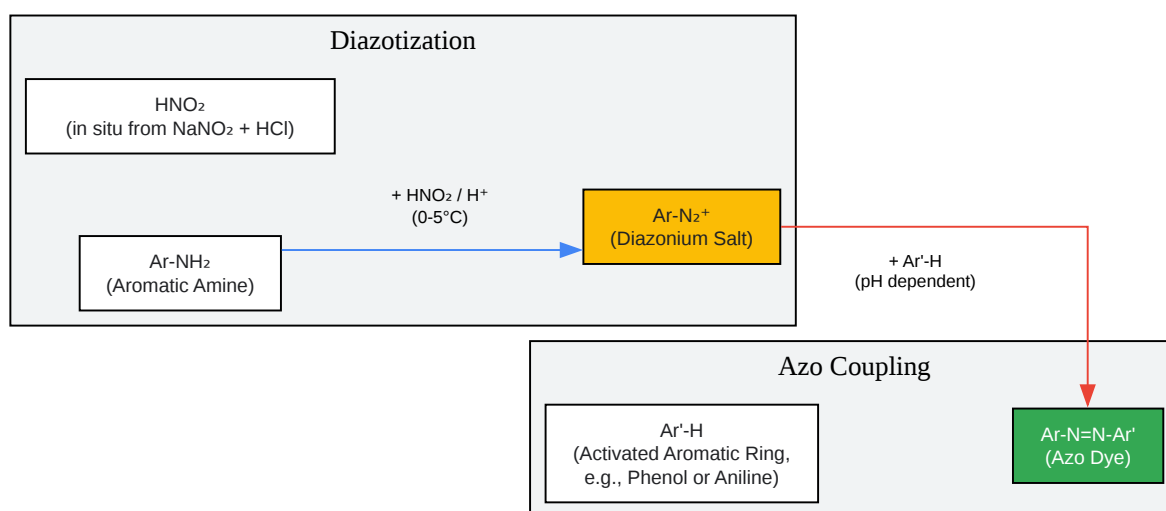 Diazotization
HNO₂
(in situ from NaNO₂ + HCl)
+ HNO₂ / H⁺
(0-5°C)
Ar-N₂⁺
(Diazonium Salt)
Ar-NH₂
(Aromatic Amine)
+ Ar'-H
(pH dependent)
Azo Coupling
Ar'-H
(Activated Aromatic Ring,
e.g., Phenol or Aniline)
Ar-N=N-Ar'
(Azo Dye)